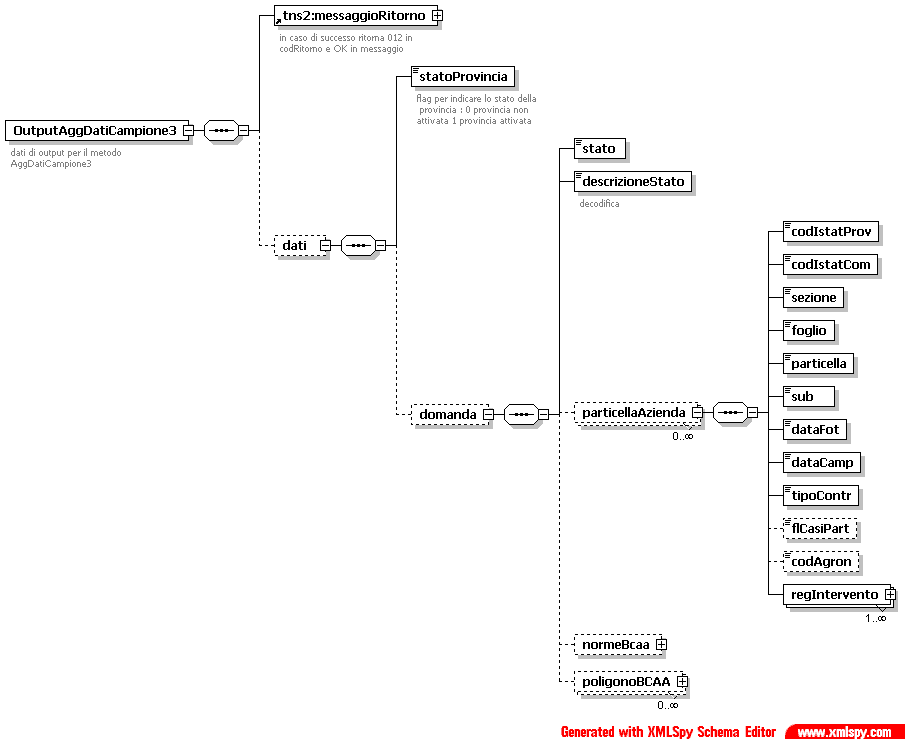 tns2:messaggioRitorno
in caso di successo ritorna 012 in
codRitorno e OK in messaggio
statoProvincia
flag per indicare lo stato della
provincia : 0 provincia non
attivata 1 provincia attivata
OutputAggDatiCampione3
dati di output per il metodo
AggDatiCampione3
stato
descrizioneStato
decodifica
dati
codIstatProv
codIstatCom
sezione
foglio
particella
sub
domanda
particellaAzienda
0..∞
dataFot
dataCamp
tipoContr
flCasiPart
codAgron
regIntervento
1..∞
normeBcaa
poligonoBCAA
0..∞
Generated with XMLSpy Schema Editor www.xmlspy.com